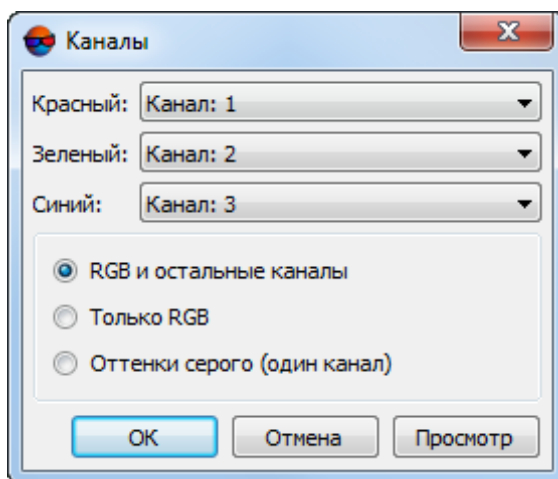 Каналы
Красный: Канал: 1
Зеленый: Канал: 2
Синий: Канал: 3
RGB и остальные каналы
Только RGB
Оттенки серого (один канал)
OK Отмена Просмотр